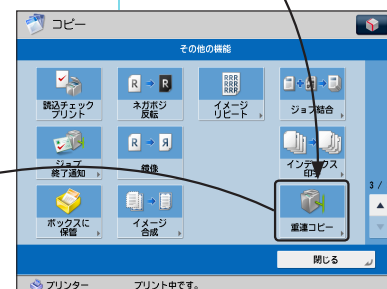 コピー
その他の機能
R R
RRR
RRR
RRR
読込チェック
プリント
ネガポジ
反転
イメージ
リピート
ジョブ結合
R Я
ジョブ
終了通知
鏡像
インデックス
印字
3 /
ボックスに
保管
イメージ
合成
重連コピー
閉じる
プリンター プリント中です。